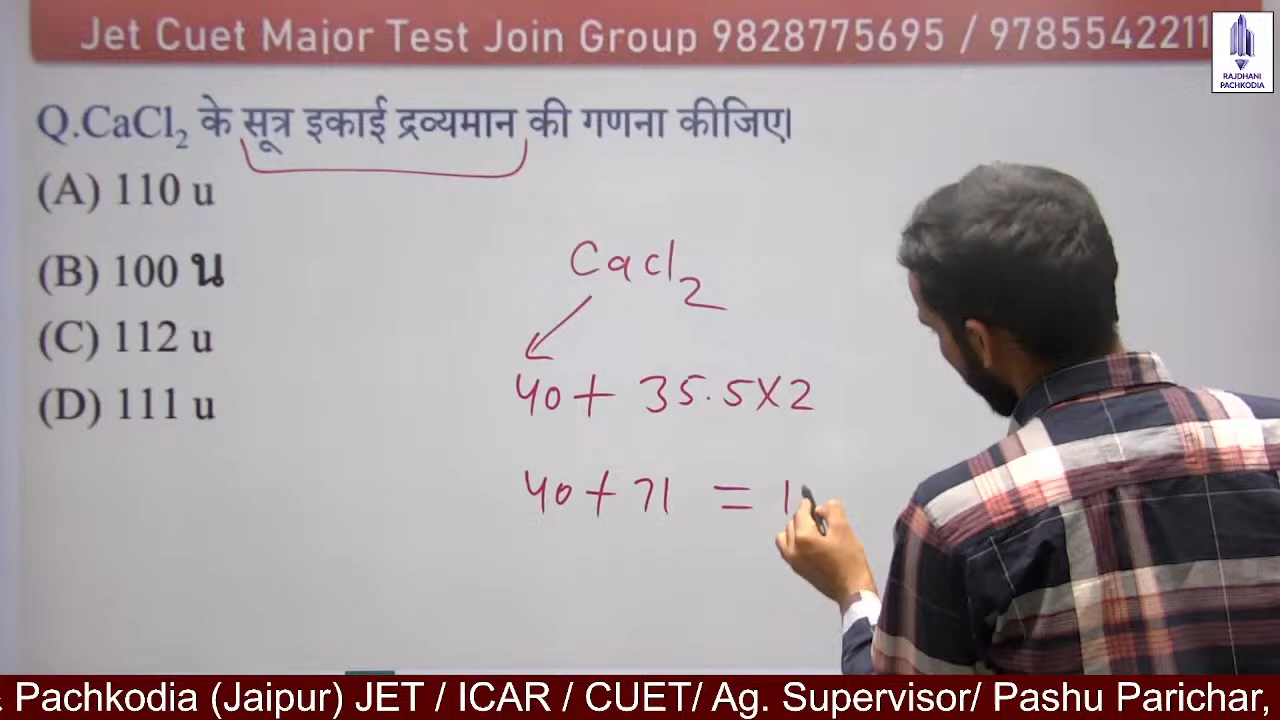 Jet Cuet Major Test Join Group 9828775695 / 9785542211
RAJDHANI
PACHKODIA
Q.CaCl₂ के सूत्र इकाई द्रव्यमान की गणना कीजिए।
(A) 110 u
(B) 100 น
(C) 112 u
(D) 111 u
CaCl₂
40 + 35.5 × 2
40 + 71 = 1
Pachkodia (Jaipur) JET / ICAR / CUET/ Ag. Supervisor/ Pashu Parichar,